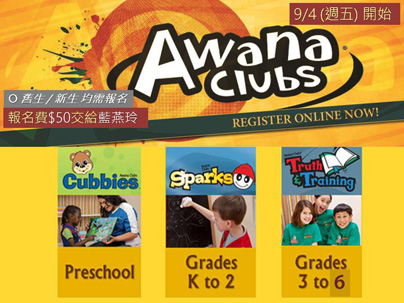 9/4 (週五) 開始
Awana
Clubs
O 舊生 / 新生 均需報名
報名費$50交給藍燕玲
REGISTER ONLINE NOW!
Awana Clubs
Cubbies
Sparks
Truth
& Training
Preschool
Grades
K to 2
Grades
3 to 6